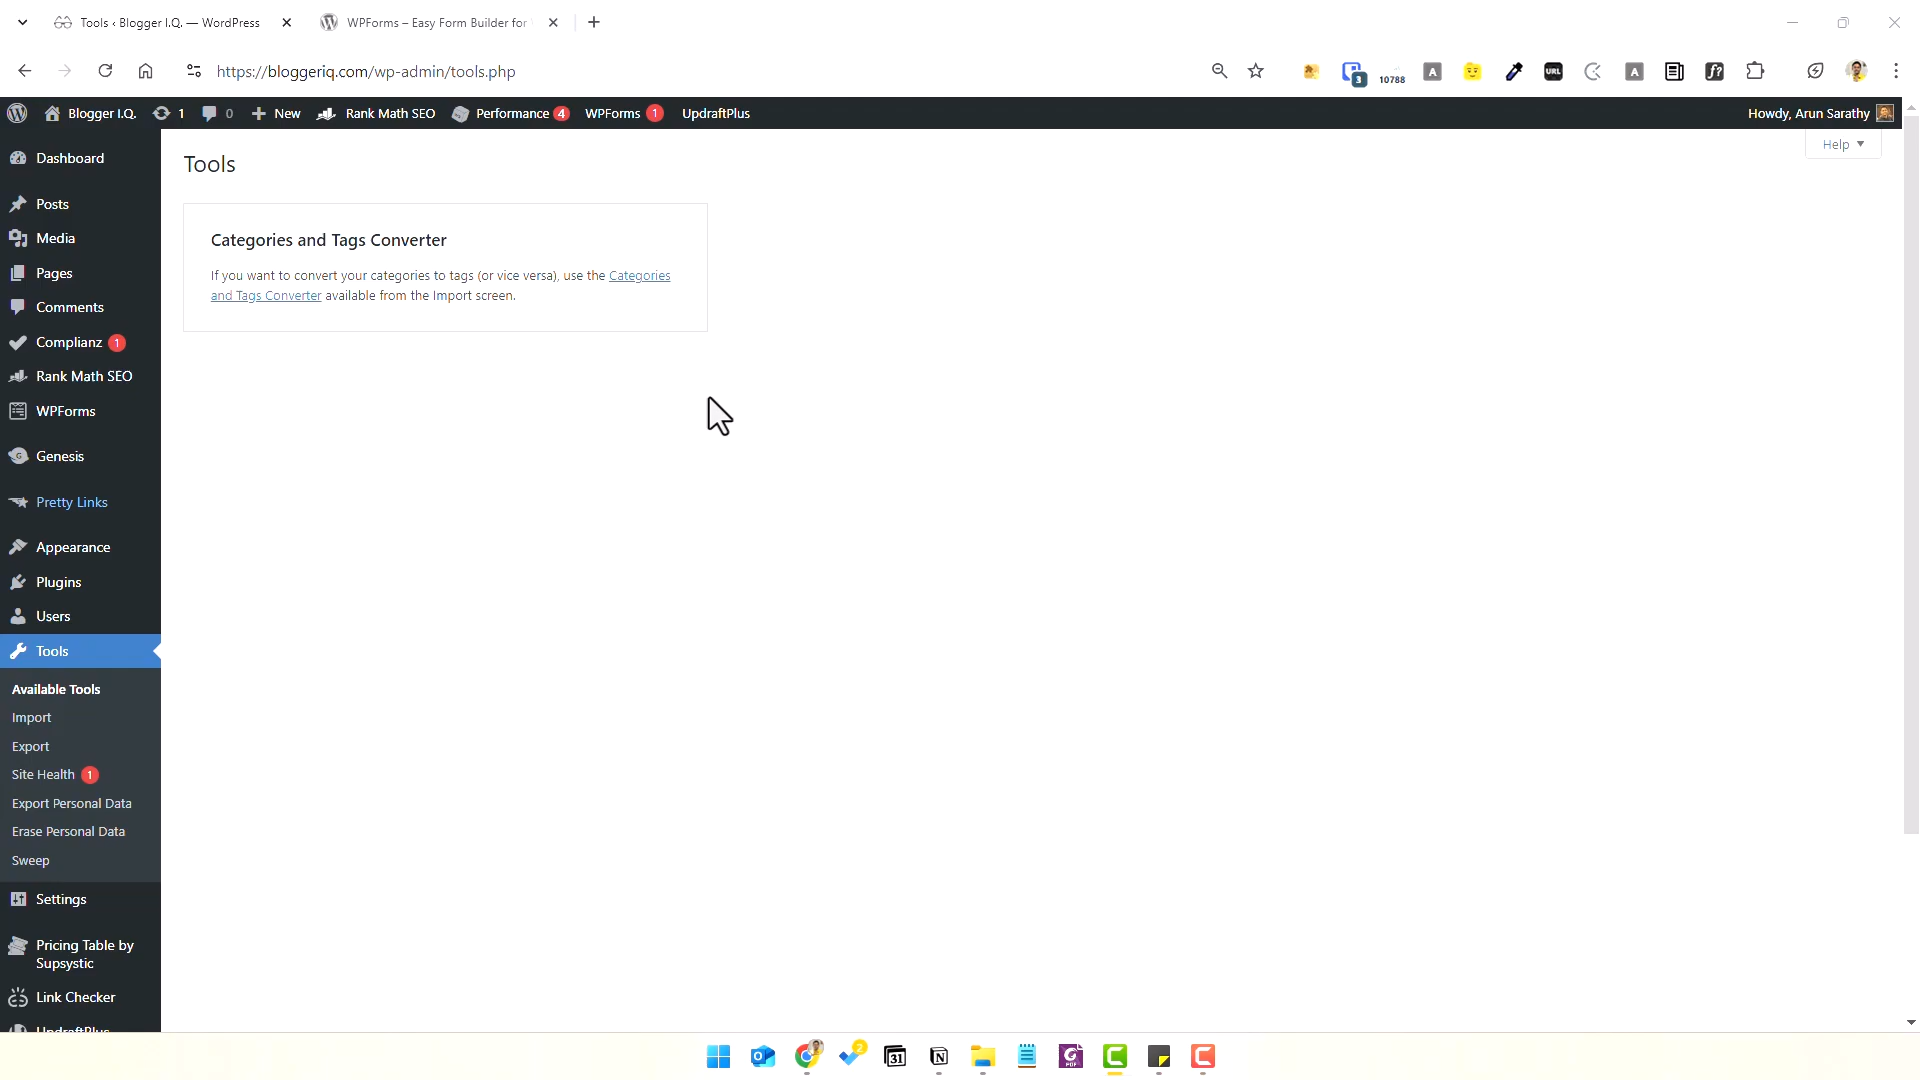 Tools ‹ Blogger I.Q. — WordPress
WPForms – Easy Form Builder for
https://bloggeriq.com/wp-admin/tools.php
3
10788
A
URL
A
f?
Blogger I.Q.
1
0
New
Rank Math SEO
Performance 4
WPForms 1
UpdraftPlus
Howdy, Arun Sarathy
Help
Dashboard
Posts
Media
Pages
Comments
Complianz 1
Rank Math SEO
WPForms
Genesis
Pretty Links
Appearance
Plugins
Users
Tools
Available Tools
Import
Export
Site Health 1
Export Personal Data
Erase Personal Data
Sweep
Settings
Pricing Table by
Supsystic
Link Checker
UpdraftPlus
Tools
Categories and Tags Converter
If you want to convert your categories to tags (or vice versa), use the Categories
and Tags Converter available from the Import screen.
2
31